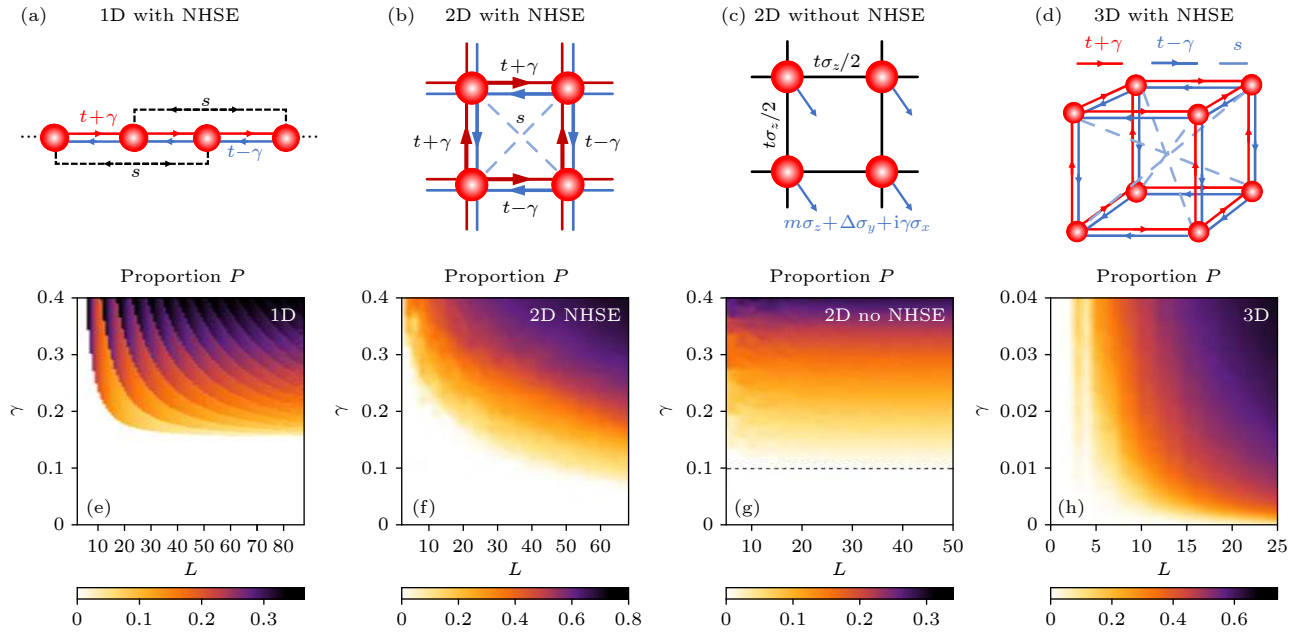 (a) 1D with NHSE
(b) 2D with NHSE
(c) 2D without NHSE
(d) 3D with NHSE
s
t+γ
t−γ
s
...
...
t+γ
t+γ
s
t−γ
t−γ
tσz/2
tσz/2
mσz+Δσy+iγσx
t+γ
t−γ
s
Proportion P
1D
(e)
γ
0.4
0.3
0.2
0.1
0
10 20 30 40 50 60 70 80
L
0 0.1 0.2 0.3
Proportion P
2D NHSE
(f)
γ
0.4
0.3
0.2
0.1
0
10 20 30 40 50 60
L
0 0.2 0.4 0.6 0.8
Proportion P
2D no NHSE
(g)
γ
0.4
0.3
0.2
0.1
0
10 20 30 40 50
L
0 0.1 0.2 0.3
Proportion P
3D
(h)
γ
0.04
0.03
0.02
0.01
0
0 5 10 15 20 25
L
0 0.2 0.4 0.6